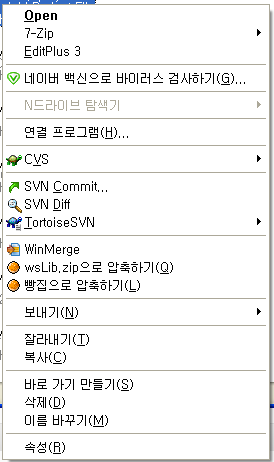 Open
7-Zip
EditPlus 3
네이버 백신으로 바이러스 검사하기(G)...
N드라이브 탐색기
연결 프로그램(H)...
CVS
SVN Commit...
SVN Diff
TortoiseSVN
WinMerge
wsLib.zip으로 압축하기(Q)
빵집으로 압축하기(L)
보내기(N)
잘라내기(T)
복사(C)
바로 가기 만들기(S)
삭제(D)
이름 바꾸기(M)
속성(R)